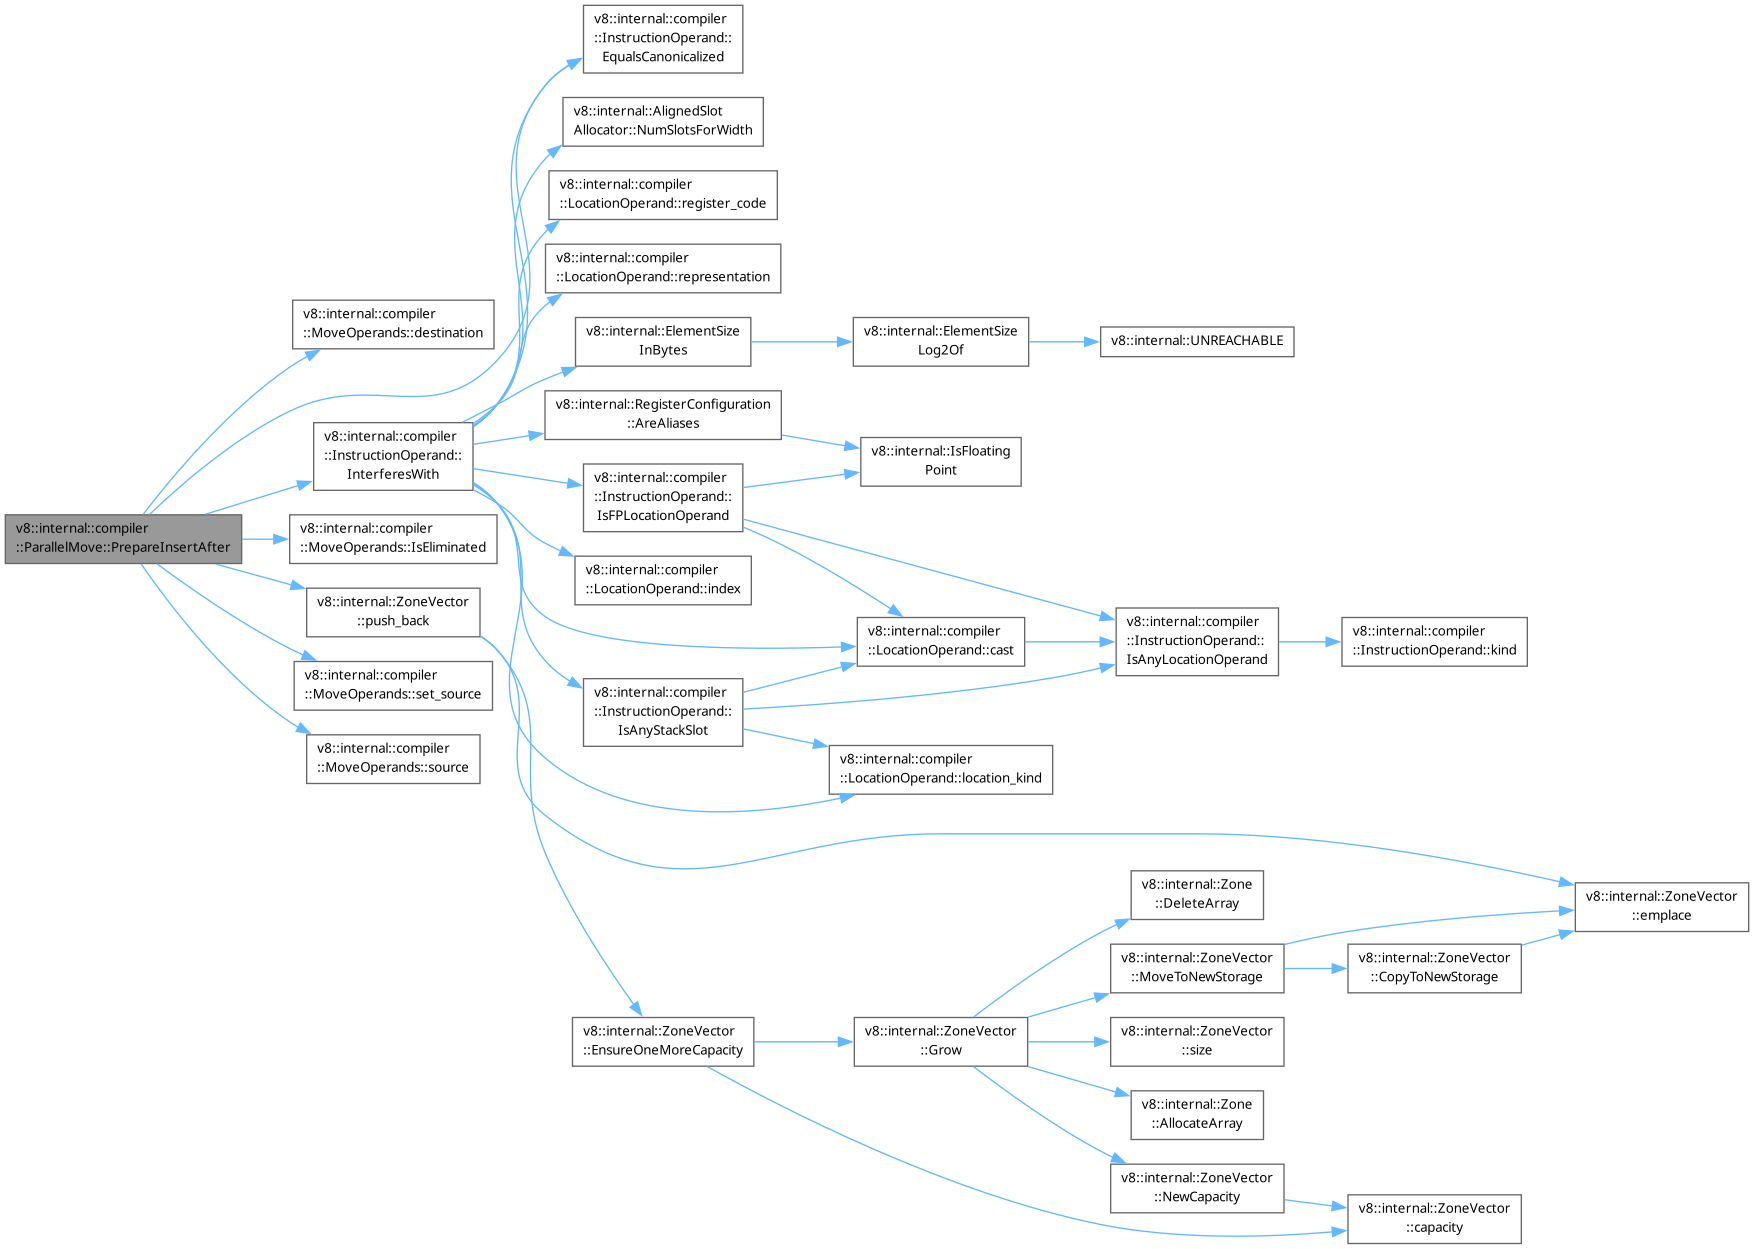 v8::internal::compiler
::InstructionOperand::
EqualsCanonicalized
v8::internal::AlignedSlot
Allocator::NumSlotsForWidth
v8::internal::compiler
::LocationOperand::register_code
v8::internal::compiler
::LocationOperand::representation
v8::internal::compiler
::MoveOperands::destination
v8::internal::ElementSize
InBytes
v8::internal::ElementSize
Log2Of
v8::internal::UNREACHABLE
v8::internal::RegisterConfiguration
::AreAliases
v8::internal::compiler
::InstructionOperand::
InterferesWith
v8::internal::IsFloating
Point
v8::internal::compiler
::InstructionOperand::
IsFPLocationOperand
v8::internal::compiler
::ParallelMove::PrepareInsertAfter
v8::internal::compiler
::MoveOperands::IsEliminated
v8::internal::compiler
::LocationOperand::index
v8::internal::ZoneVector
::push_back
v8::internal::compiler
::LocationOperand::cast
v8::internal::compiler
::InstructionOperand::
IsAnyLocationOperand
v8::internal::compiler
::InstructionOperand::kind
v8::internal::compiler
::MoveOperands::set_source
v8::internal::compiler
::InstructionOperand::
IsAnyStackSlot
v8::internal::compiler
::MoveOperands::source
v8::internal::compiler
::LocationOperand::location_kind
v8::internal::Zone
::DeleteArray
v8::internal::ZoneVector
::emplace
v8::internal::ZoneVector
::MoveToNewStorage
v8::internal::ZoneVector
::CopyToNewStorage
v8::internal::ZoneVector
::EnsureOneMoreCapacity
v8::internal::ZoneVector
::Grow
v8::internal::ZoneVector
::size
v8::internal::Zone
::AllocateArray
v8::internal::ZoneVector
::NewCapacity
v8::internal::ZoneVector
::capacity